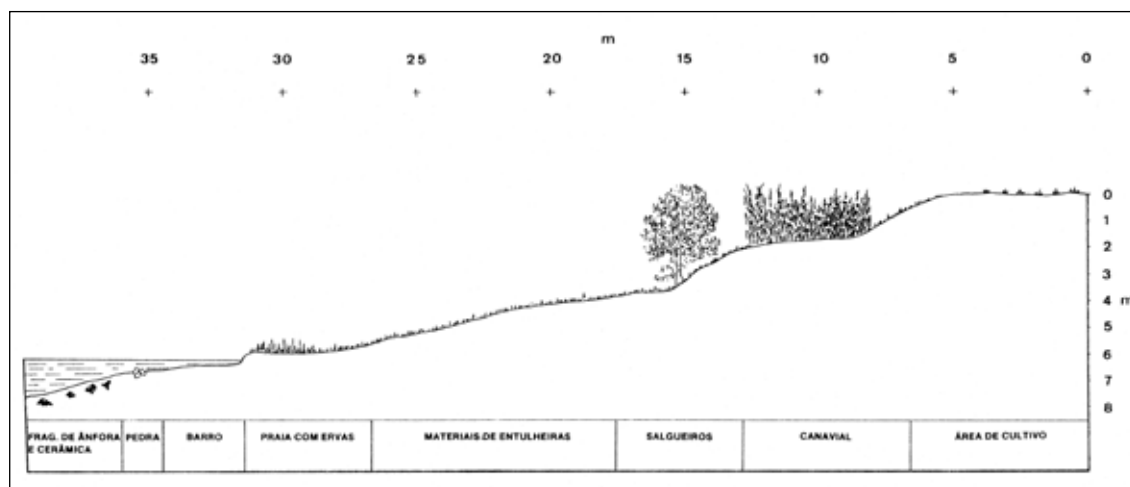 m
35 30 25 20 15 10 5 0
0
1
2
3
4 m
5
6
7
8
FRAG. DE ÂNFORA E CERÂMICA
PEDRA
BARRO
PRAIA COM ERVAS
MATERIAIS DE ENTULHEIRAS
SALGUEIROS
CANAVIAL
ÁREA DE CULTIVO